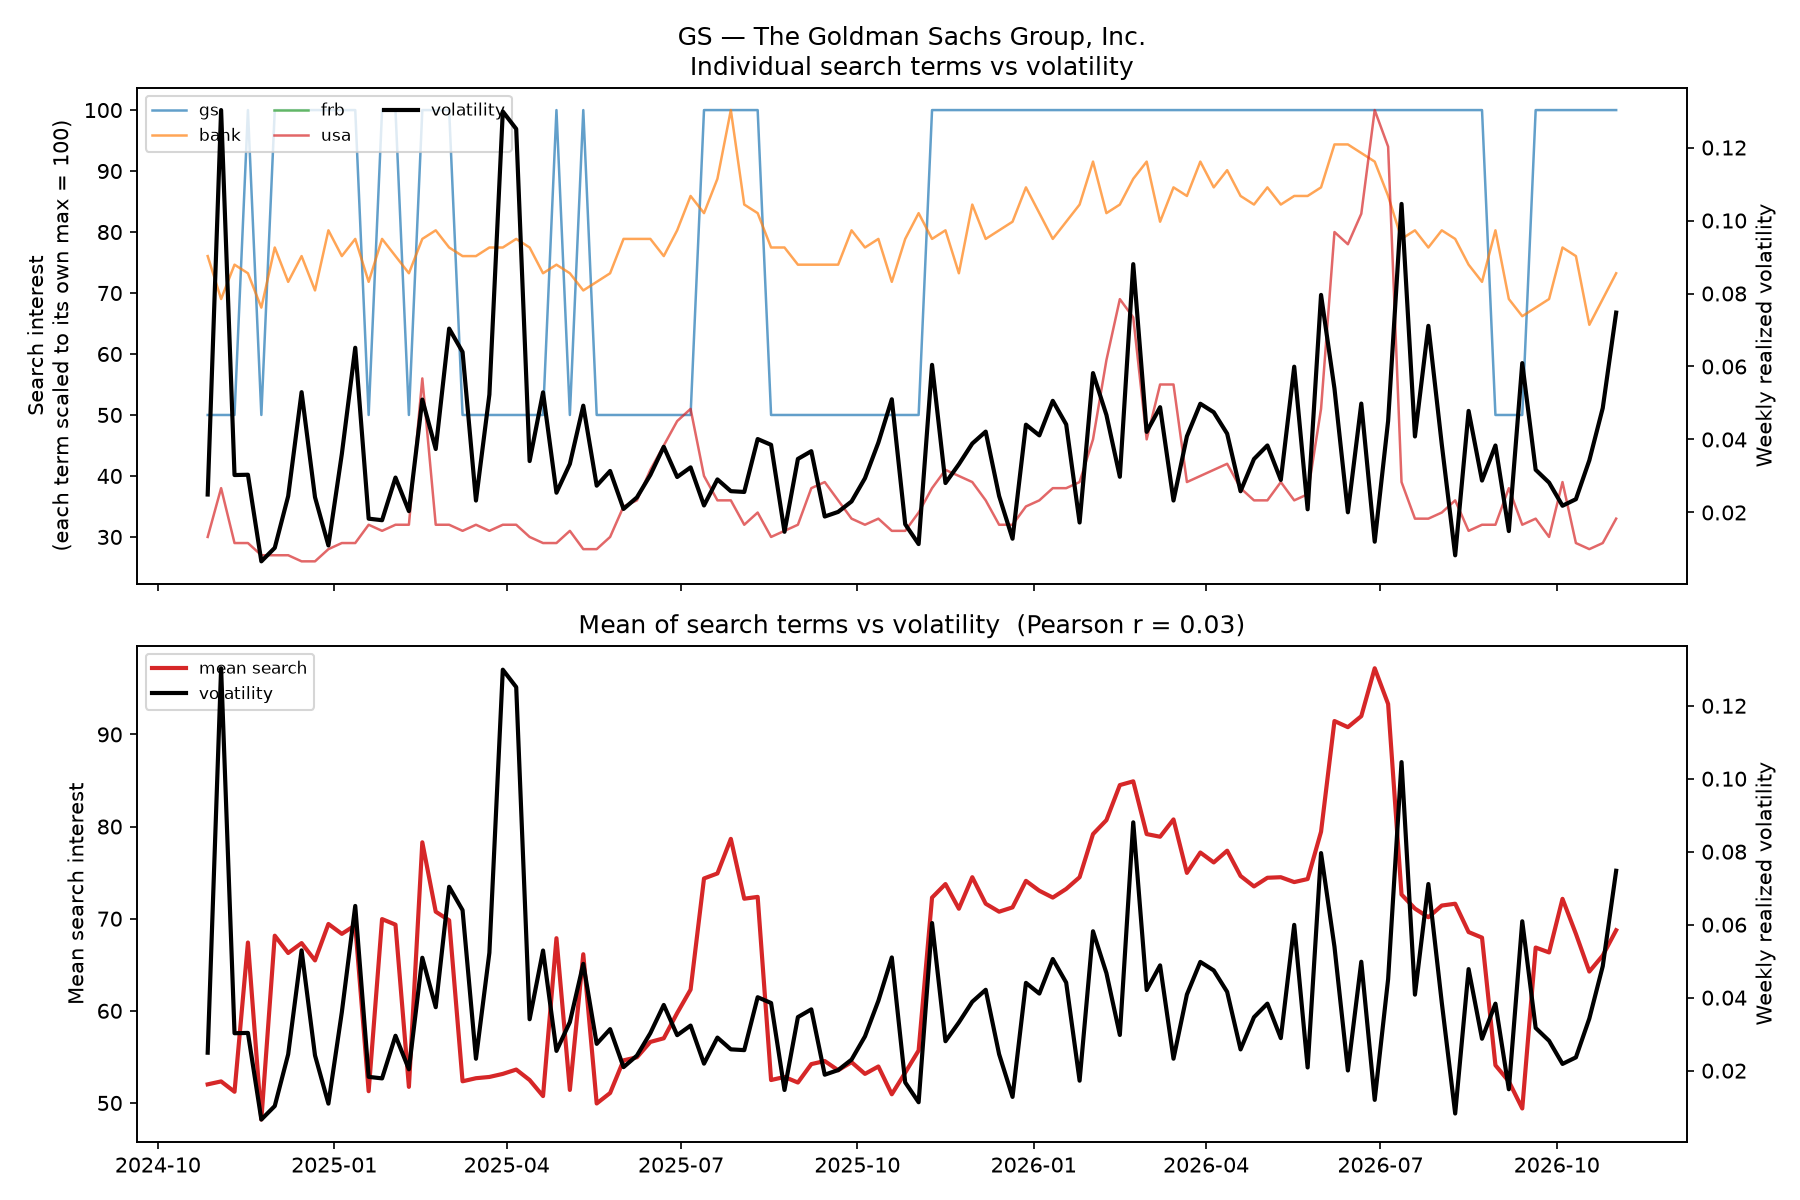 GS — The Goldman Sachs Group, Inc.
Individual search terms vs volatility
gs
bank
frb
usa
volatility
Search interest
(each term scaled to its own max = 100)
100
90
80
70
60
50
40
30
0.12
0.10
0.08
0.06
0.04
0.02
Weekly realized volatility
Mean of search terms vs volatility (Pearson r = 0.03)
mean search
volatility
Mean search interest
90
80
70
60
50
0.12
0.10
0.08
0.06
0.04
0.02
Weekly realized volatility
2024-10
2025-01
2025-04
2025-07
2025-10
2026-01
2026-04
2026-07
2026-10